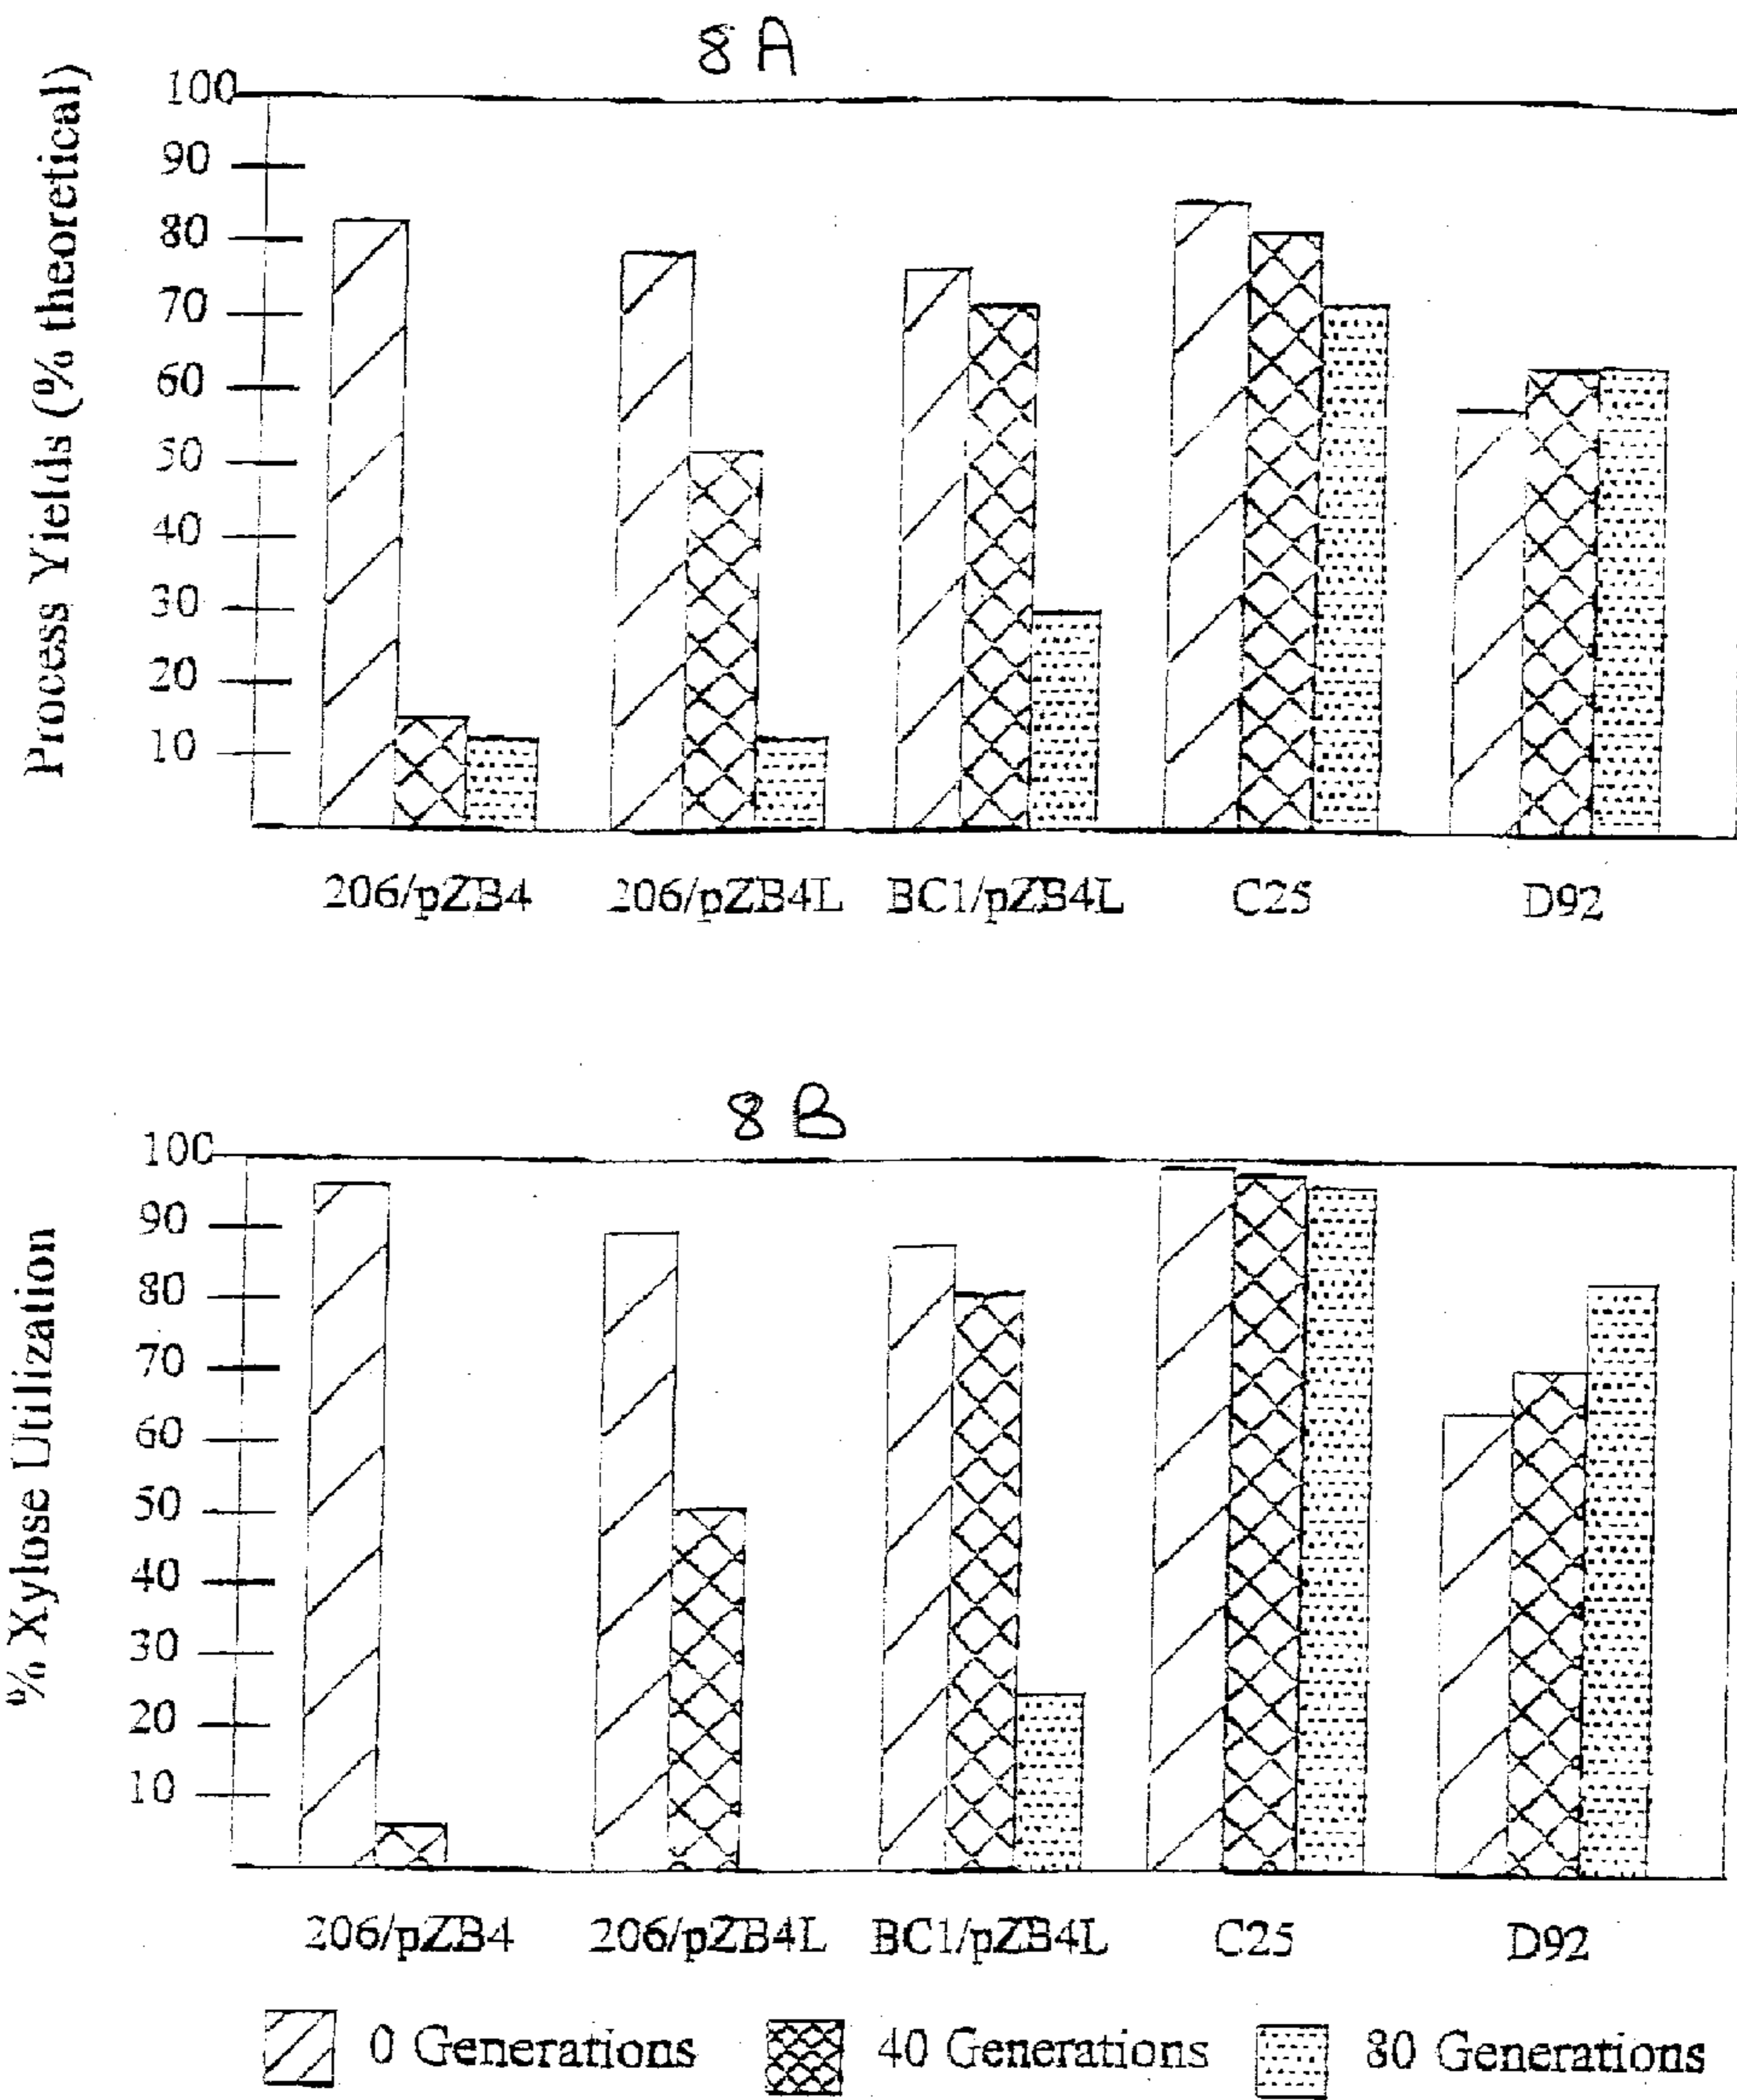 8A
Process Yields (% theoretical)
100
90
80
70
60
50
40
30
20
10
206/pZB4 206/pZB4L BC1/pZB4L C25 D92
8B
% Xylose Utilization
100
90
80
70
60
50
40
30
20
10
206/pZB4 206/pZB4L BC1/pZB4L C25 D92
0 Generations 40 Generations 80 Generations